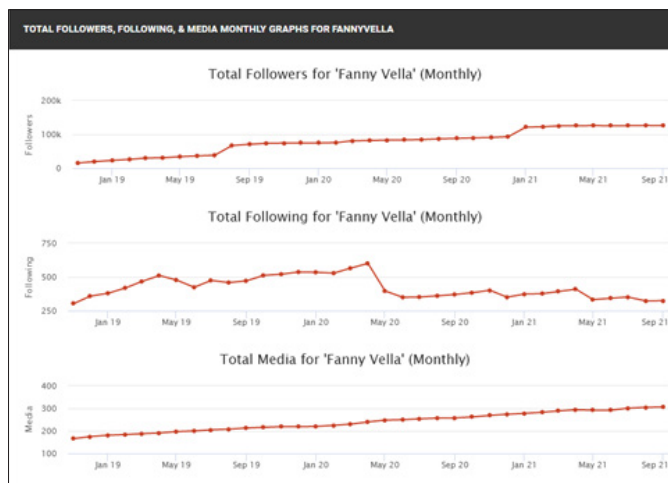 TOTAL FOLLOWERS, FOLLOWING, & MEDIA MONTHLY GRAPHS FOR FANNYVELLA
Total Followers for 'Fanny Vella' (Monthly)
Followers
200k
100k
0
Jan 19 May 19 Sep 19 Jan 20 May 20 Sep 20 Jan 21 May 21 Sep 21
Total Following for 'Fanny Vella' (Monthly)
Following
750
500
250
Jan 19 May 19 Sep 19 Jan 20 May 20 Sep 20 Jan 21 May 21 Sep 21
Total Media for 'Fanny Vella' (Monthly)
Media
400
300
200
100
Jan 19 May 19 Sep 19 Jan 20 May 20 Sep 20 Jan 21 May 21 Sep 21